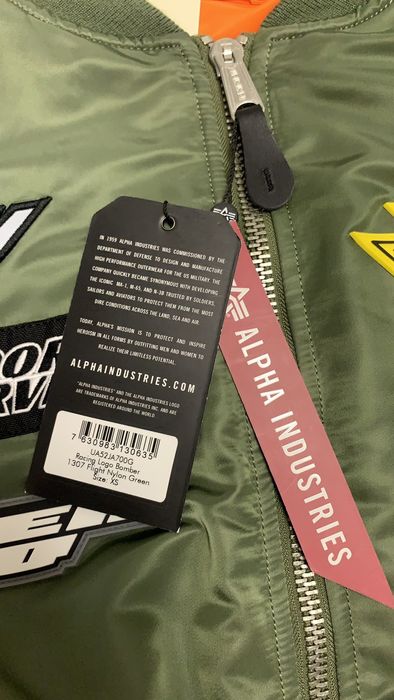 IN 1959 ALPHA INDUSTRIES WAS COMMISSIONED BY THE
DEPARTMENT OF DEFENSE TO DESIGN AND MANUFACTURE
HIGH PERFORMANCE OUTERWEAR FOR THE US MILITARY. THE
COMPANY QUICKLY BECAME SYNONYMOUS WITH DEVELOPING
THE ICONIC MA-1, M-65, AND N-3B TRUSTED BY SOLDIERS,
SAILORS AND AVIATORS TO PROTECT THEM FROM THE MOST
DIRE CONDITIONS ACROSS THE LAND, SEA AND AIR.
TODAY, ALPHA'S MISSION IS TO PROTECT AND INSPIRE
HEROISM IN ALL FORMS BY OUTFITTING MEN AND WOMEN TO
REALIZE THEIR LIMITLESS POTENTIAL.
ALPHAINDUSTRIES.COM
"ALPHA INDUSTRIES" AND THE ALPHA INDUSTRIES LOGO
ARE TRADEMARKS OF ALPHA INDUSTRIES INC. AND ARE
REGISTERED AROUND THE WORLD.
7 630983 130635
UA52JA700G
Racing Logo Bomber
1307 Flight Nylon Green
Size: XS
ALPHA INDUSTRIES